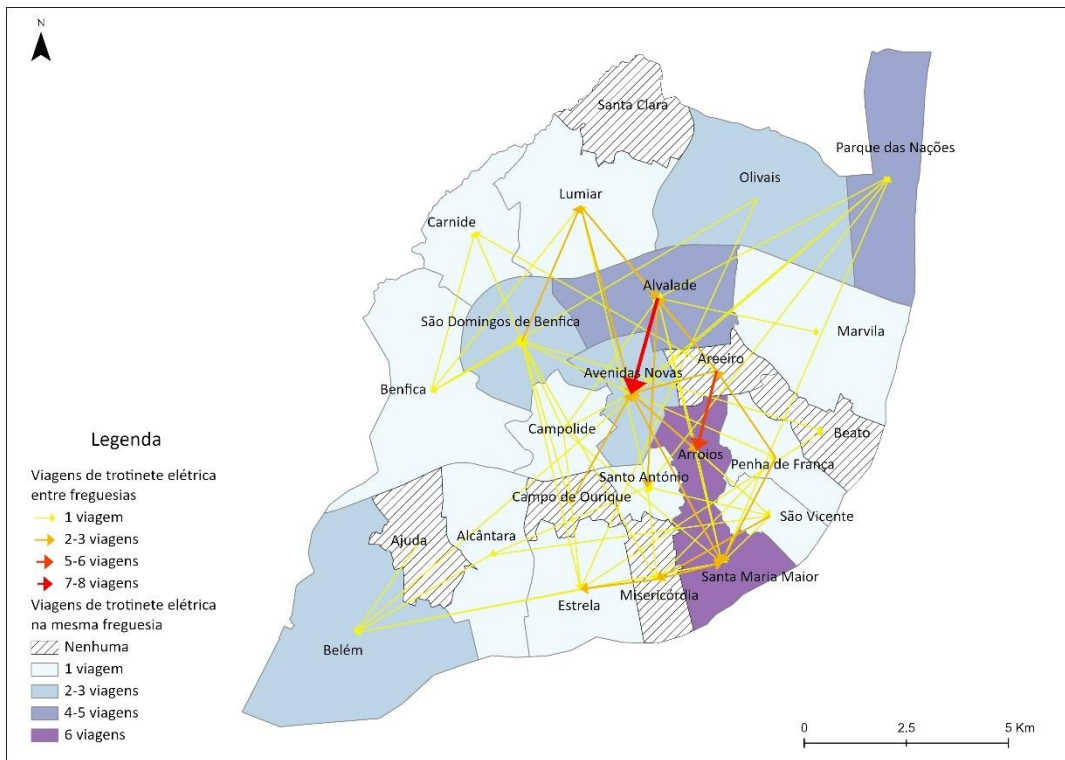 N
Santa Clara
Parque das Nações
Olivais
Lumiar
Carnide
Alvalade
São Domingos de Benfica
Marvila
Areeiro
Avenidas Novas
Benfica
Campolide
Beato
Arroios
Penha de França
Santo António
Campo de Ourique
São Vicente
Ajuda
Alcântara
Santa Maria Maior
Misericórdia
Estrela
Belém
Legenda
Viagens de trotinete elétrica
entre freguesias
1 viagem
2-3 viagens
5-6 viagens
7-8 viagens
Viagens de trotinete elétrica
na mesma freguesia
Nenhuma
1 viagem
2-3 viagens
4-5 viagens
6 viagens
0 2.5 5 Km